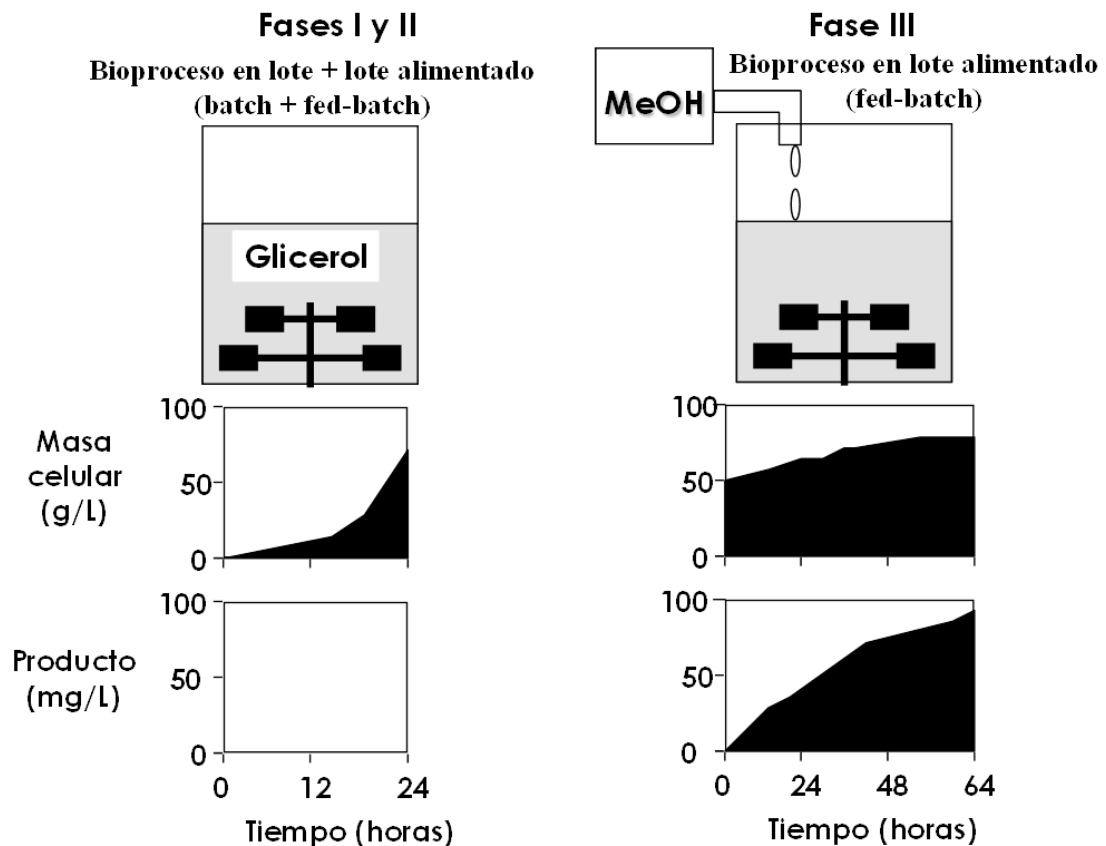 Fases I y II
Bioproceso en lote + lote alimentado
(batch + fed-batch)
Glicerol
Fase III
Bioproceso en lote alimentado
(fed-batch)
MeOH
Masa
celular
(g/L)
100
50
0
100
50
0
Producto
(mg/L)
100
50
0
0 12 24
Tiempo (horas)
100
50
0
0 24 48 64
Tiempo (horas)